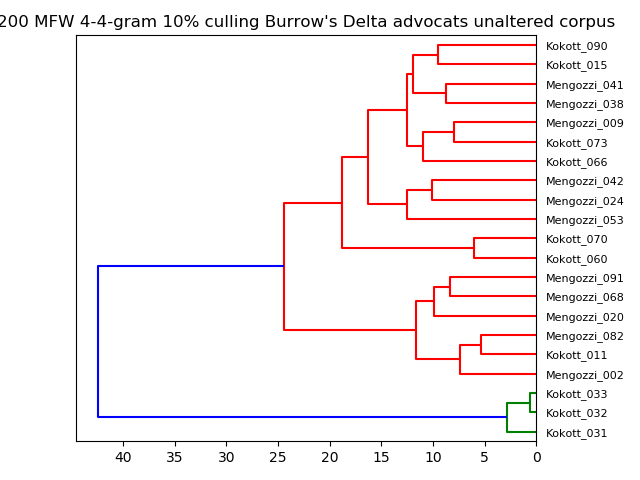 200 MFW 4-4-gram 10% culling Burrow's Delta advocats unaltered corpus
Kokott_090
Kokott_015
Mengozzi_041
Mengozzi_038
Mengozzi_009
Kokott_073
Kokott_066
Mengozzi_042
Mengozzi_024
Mengozzi_053
Kokott_070
Kokott_060
Mengozzi_091
Mengozzi_068
Mengozzi_020
Mengozzi_082
Kokott_011
Mengozzi_002
Kokott_033
Kokott_032
Kokott_031
40 35 30 25 20 15 10 5 0